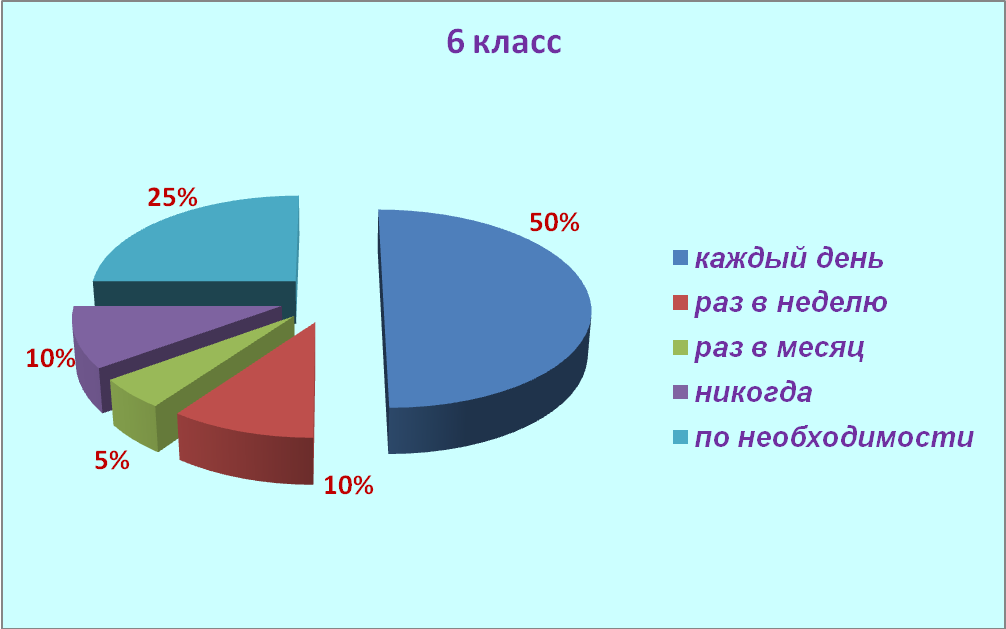 6 класс
25%
50%
10%
5%
10%
каждый день
раз в неделю
раз в месяц
никогда
по необходимости